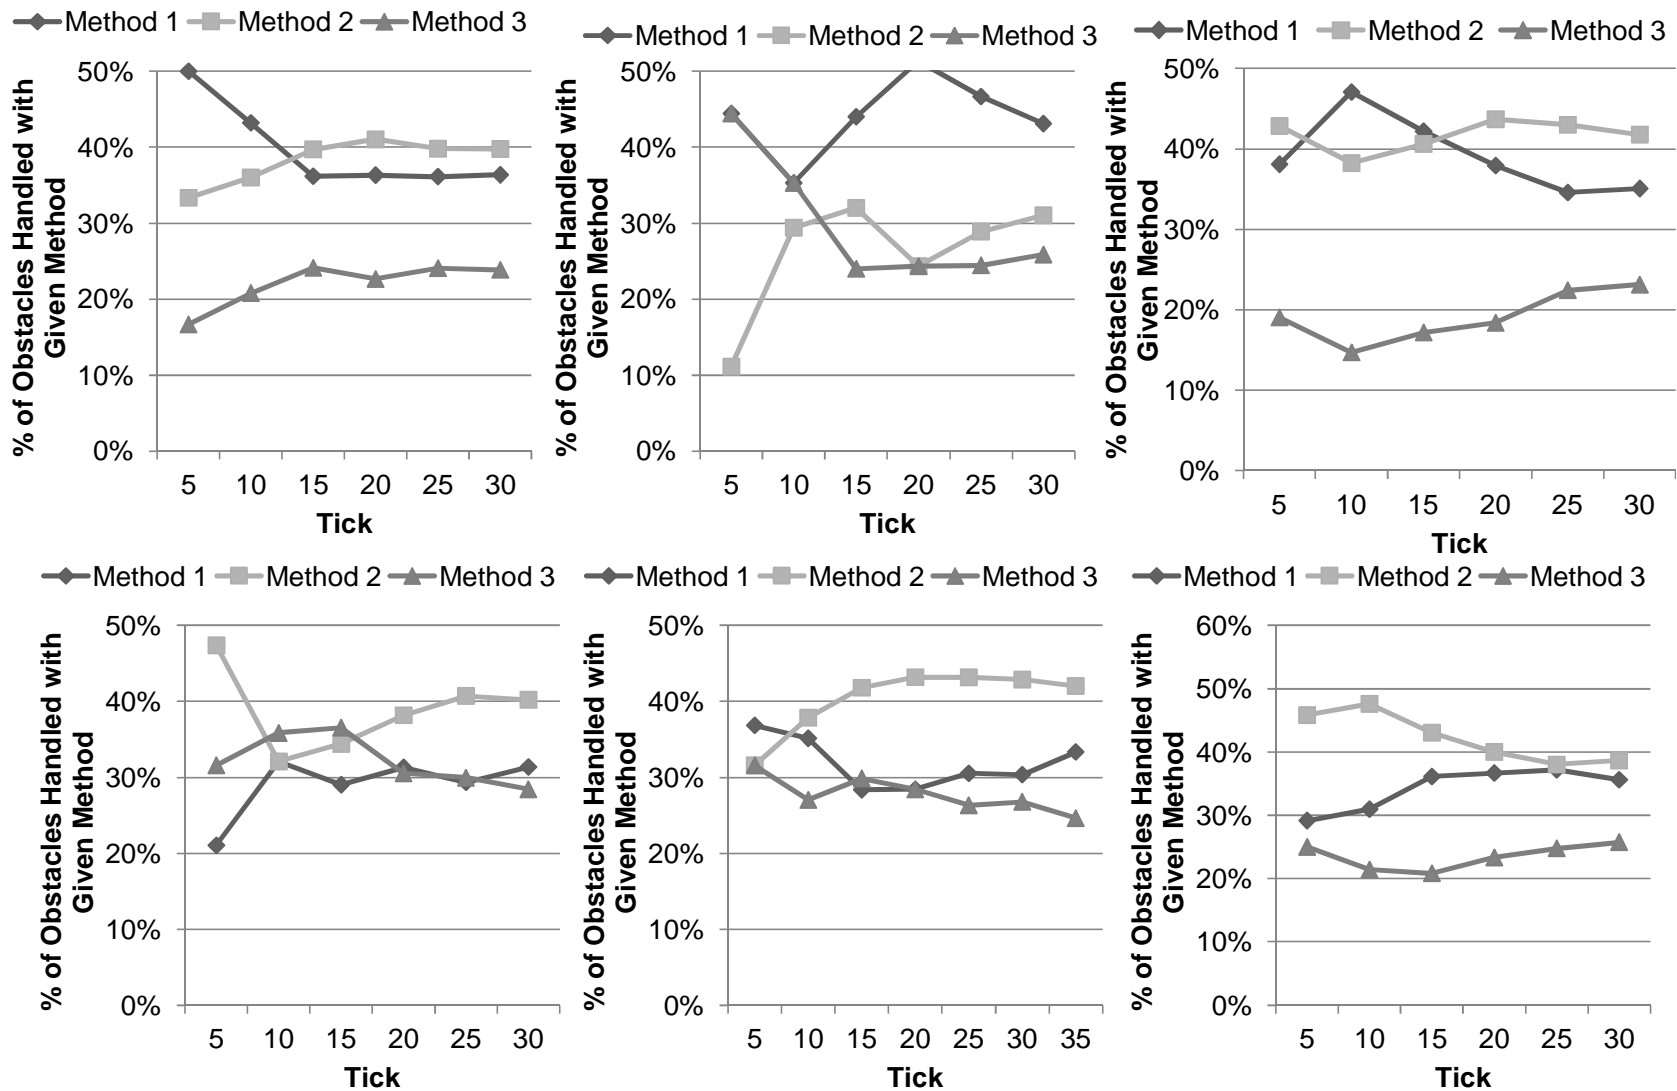 Method 1 Method 2 Method 3
% of Obstacles Handled with
Given Method
50%
40%
30%
20%
10%
0%
5 10 15 20 25 30
Tick
Method 1 Method 2 Method 3
% of Obstacles Handled with
Given Method
50%
40%
30%
20%
10%
0%
5 10 15 20 25 30
Tick
Method 1 Method 2 Method 3
% of Obstacles Handled with
Given Method
50%
40%
30%
20%
10%
0%
5 10 15 20 25 30
Tick
Method 1 Method 2 Method 3
% of Obstacles Handled with
Given Method
50%
40%
30%
20%
10%
0%
5 10 15 20 25 30
Tick
Method 1 Method 2 Method 3
% of Obstacles Handled with
Given Method
50%
40%
30%
20%
10%
0%
5 10 15 20 25 30 35
Tick
Method 1 Method 2 Method 3
% of Obstacles Handled with
Given Method
60%
50%
40%
30%
20%
10%
0%
5 10 15 20 25 30
Tick